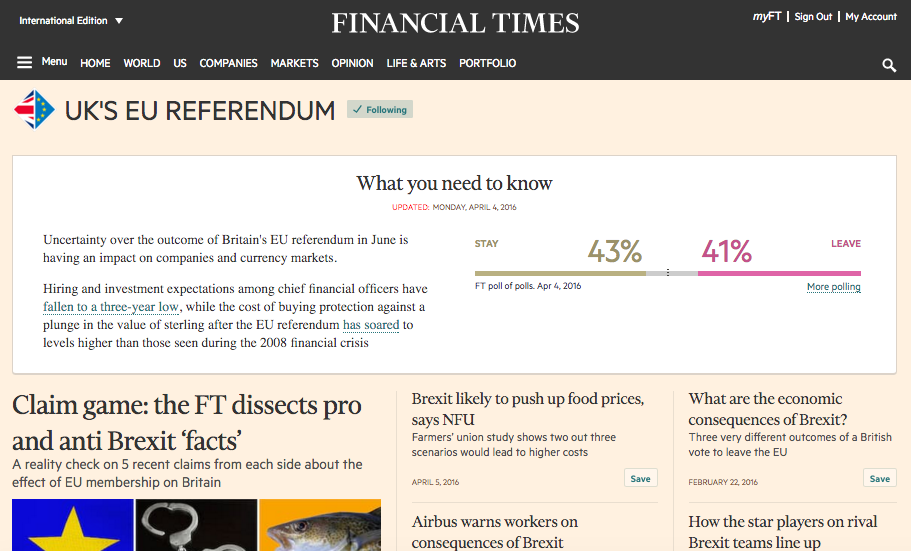 International Edition
FINANCIAL TIMES
myFT | Sign Out | My Account
Menu HOME WORLD US COMPANIES MARKETS OPINION LIFE & ARTS PORTFOLIO
UK'S EU REFERENDUM
Following
What you need to know
UPDATED: MONDAY, APRIL 4, 2016
Uncertainty over the outcome of Britain's EU referendum in June is
having an impact on companies and currency markets.
Hiring and investment expectations among chief financial officers have
fallen to a three-year low, while the cost of buying protection against a
plunge in the value of sterling after the EU referendum has soared to
levels higher than those seen during the 2008 financial crisis
STAY 43% 41% LEAVE
FT poll of polls. Apr 4, 2016
More polling
Claim game: the FT dissects pro
and anti Brexit ‘facts’
A reality check on 5 recent claims from each side about the
effect of EU membership on Britain
Brexit likely to push up food prices,
says NFU
Farmers' union study shows two out three
scenarios would lead to higher costs
APRIL 5, 2016
Save
Airbus warns workers on
consequences of Brexit
What are the economic
consequences of Brexit?
Three very different outcomes of a British
vote to leave the EU
FEBRUARY 22, 2016
Save
How the star players on rival
Brexit teams line up